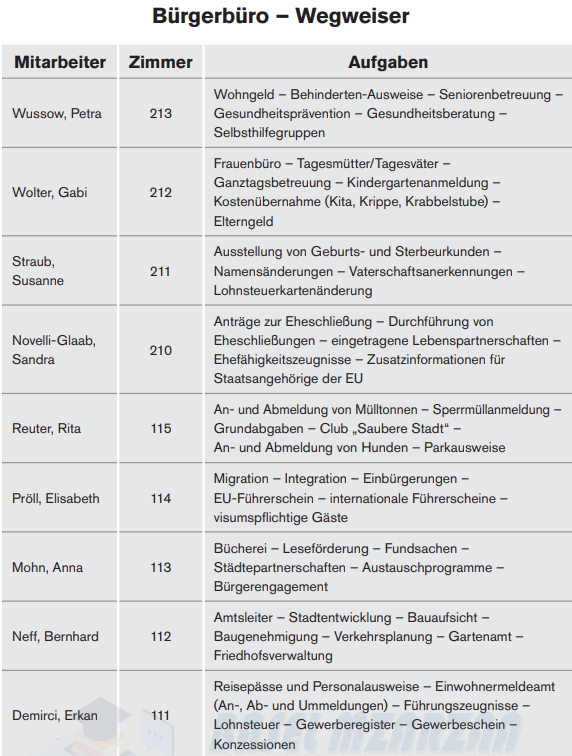 Bürgerbüro – Wegweiser
Mitarbeiter Zimmer Aufgaben
Wussow, Petra 213
Wohngeld – Behinderten-Ausweise – Seniorenbetreuung –
Gesundheitsprävention – Gesundheitsberatung –
Selbsthilfegruppen
Wolter, Gabi 212
Frauenbüro – Tagesmütter/Tagesväter –
Ganztagsbetreuung – Kindergartenanmeldung –
Kostenübernahme (Kita, Krippe, Krabbelstube) –
Elterngeld
Straub,
Susanne
211
Ausstellung von Geburts- und Sterbeurkunden –
Namensänderungen – Vaterschaftsanerkennungen –
Lohnsteuerkartenänderung
Novelli-Glaab,
Sandra
210
Anträge zur Eheschließung – Durchführung von
Eheschließungen – eingetragene Lebenspartnerschaften –
Ehefähigkeitszeugnisse – Zusatzinformationen für
Staatsangehörige der EU
Reuter, Rita 115
An- und Abmeldung von Mülltonnen – Sperrmüllanmeldung –
Grundabgaben – Club „Saubere Stadt“ –
An- und Abmeldung von Hunden – Parkausweise
Pröll, Elisabeth 114
Migration – Integration – Einbürgerungen –
EU-Führerschein – internationale Führerscheine –
visumspflichtige Gäste
Mohn, Anna 113
Bücherei – Leseförderung – Fundsachen –
Städtepartnerschaften – Austauschprogramme –
Bürgerengagement
Neff, Bernhard 112
Amtsleiter – Stadtentwicklung – Bauaufsicht –
Baugenehmigung – Verkehrsplanung – Gartenamt –
Friedhofsverwaltung
Demirci, Erkan 111
Reisepässe und Personalausweise – Einwohnermeldeamt
(An-, Ab- und Ummeldungen) – Führungszeugnisse –
Lohnsteuer – Gewerberegister – Gewerbeschein –
Konzessionen